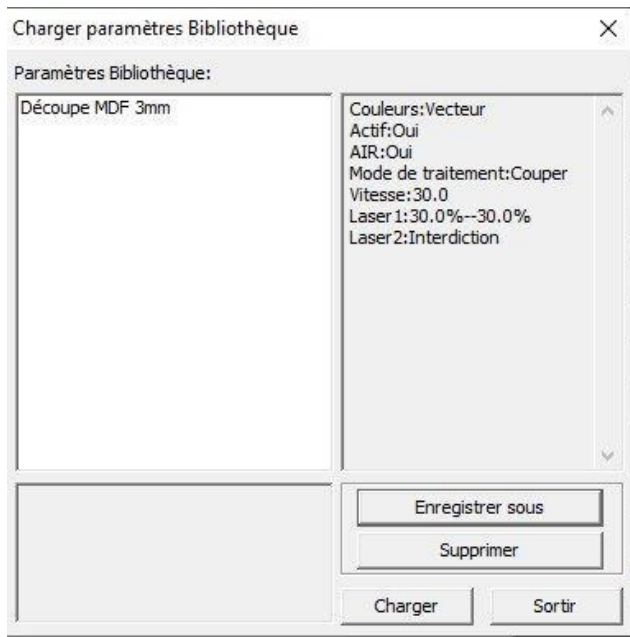 Charger paramètres Bibliothèque
Paramètres Bibliothèque:
Découpe MDF 3mm
Couleurs:Vecteur
Actif:Oui
AIR:Oui
Mode de traitement:Couper
Vitesse:30.0
Laser1:30.0%--30.0%
Laser2:Interdiction
Enregistrer sous
Supprimer
Charger
Sortir